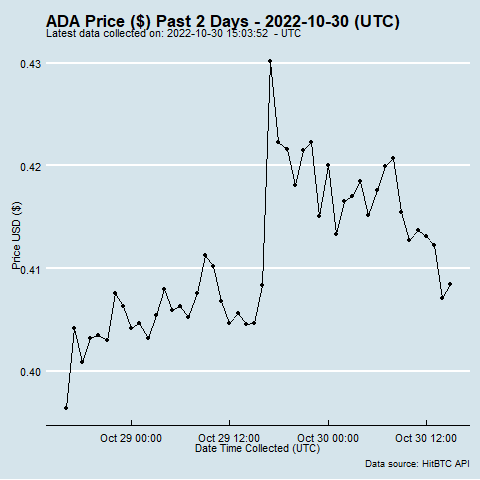 ADA Price ($) Past 2 Days - 2022-10-30 (UTC)
Latest data collected on: 2022-10-30 15:03:52 - UTC
0.43
0.42
0.41
0.40
Price USD ($)
Oct 29 00:00 Oct 29 12:00 Oct 30 00:00 Oct 30 12:00
Date Time Collected (UTC)
Data source: HitBTC API